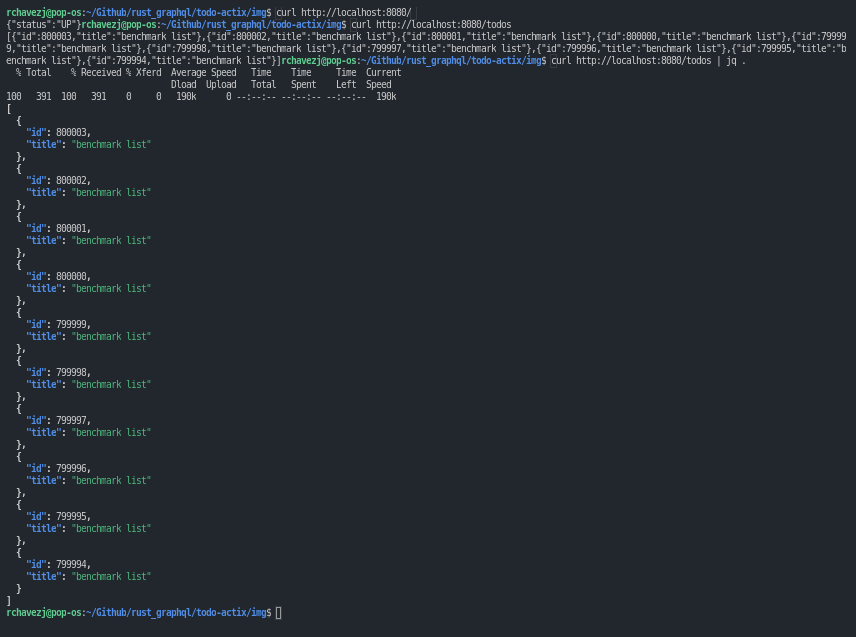 rchavezj@pop-os:~/Github/rust_graphql/todo-actix/img$ curl http://localhost:8080/
{"status":"UP"}rchavezj@pop-os:~/Github/rust_graphql/todo-actix/img$ curl http://localhost:8080/todos
[{"id":800003,"title":"benchmark list"},{"id":800002,"title":"benchmark list"},{"id":800001,"title":"benchmark list"},{"id":800000,"title":"benchmark list"},{"id":79999
9,"title":"benchmark list"},{"id":799998,"title":"benchmark list"},{"id":799997,"title":"benchmark list"},{"id":799996,"title":"benchmark list"},{"id":799995,"title":"b
enchmark list"},{"id":799994,"title":"benchmark list"}]rchavezj@pop-os:~/Github/rust_graphql/todo-actix/img$ curl http://localhost:8080/todos | jq .
  % Total    % Received % Xferd  Average Speed   Time    Time     Time  Current
                                 Dload  Upload   Total   Spent    Left  Speed
100   391  100   391    0     0   190k      0 --:--:-- --:--:-- --:--:--  190k
[
  {
    "id": 800003,
    "title": "benchmark list"
  },
  {
    "id": 800002,
    "title": "benchmark list"
  },
  {
    "id": 800001,
    "title": "benchmark list"
  },
  {
    "id": 800000,
    "title": "benchmark list"
  },
  {
    "id": 799999,
    "title": "benchmark list"
  },
  {
    "id": 799998,
    "title": "benchmark list"
  },
  {
    "id": 799997,
    "title": "benchmark list"
  },
  {
    "id": 799996,
    "title": "benchmark list"
  },
  {
    "id": 799995,
    "title": "benchmark list"
  },
  {
    "id": 799994,
    "title": "benchmark list"
  }
]
rchavezj@pop-os:~/Github/rust_graphql/todo-actix/img$